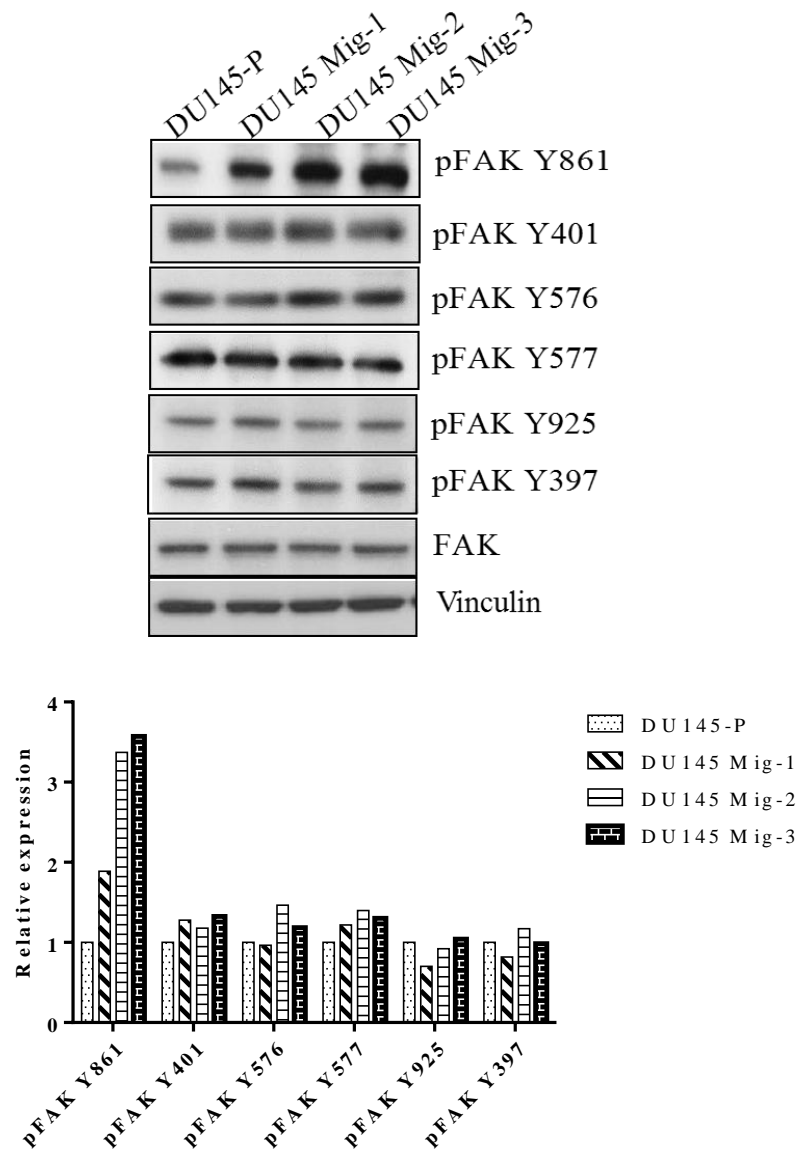 DU145-P
DU145 Mig-1
DU145 Mig-2
DU145 Mig-3
pFAK Y861
pFAK Y401
pFAK Y576
pFAK Y577
pFAK Y925
pFAK Y397
FAK
Vinculin
4
3
2
1
0
Relative expression
pFAK Y861
pFAK Y401
pFAK Y576
pFAK Y577
pFAK Y925
pFAK Y397
DU145-P
DU145 Mig-1
DU145 Mig-2
DU145 Mig-3